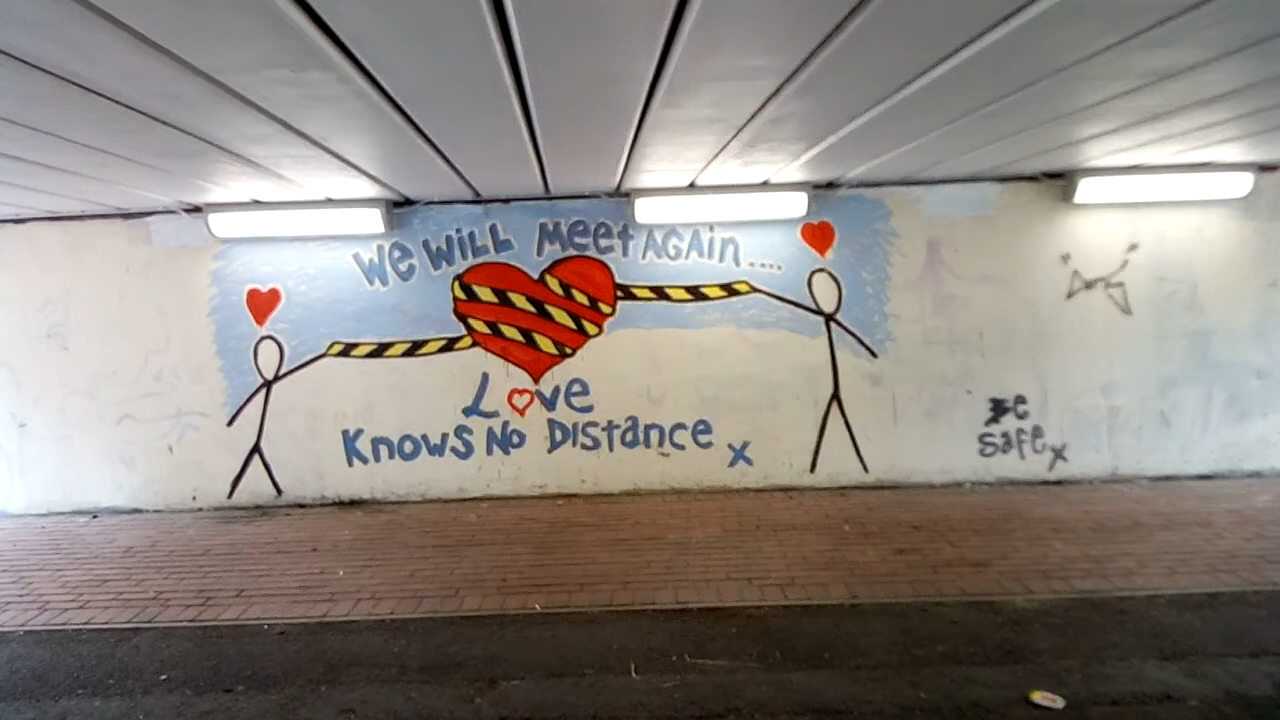 We WiLL Meet AGAin....
Love
Knows No Distance x
Be
safe x